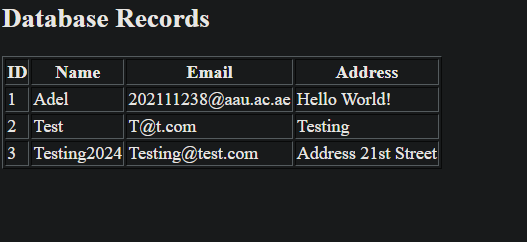 Database Records
ID Name Email Address
1 Adel 202111238@aau.ac.ae Hello World!
2 Test T@t.com Testing
3 Testing2024 Testing@test.com Address 21st Street